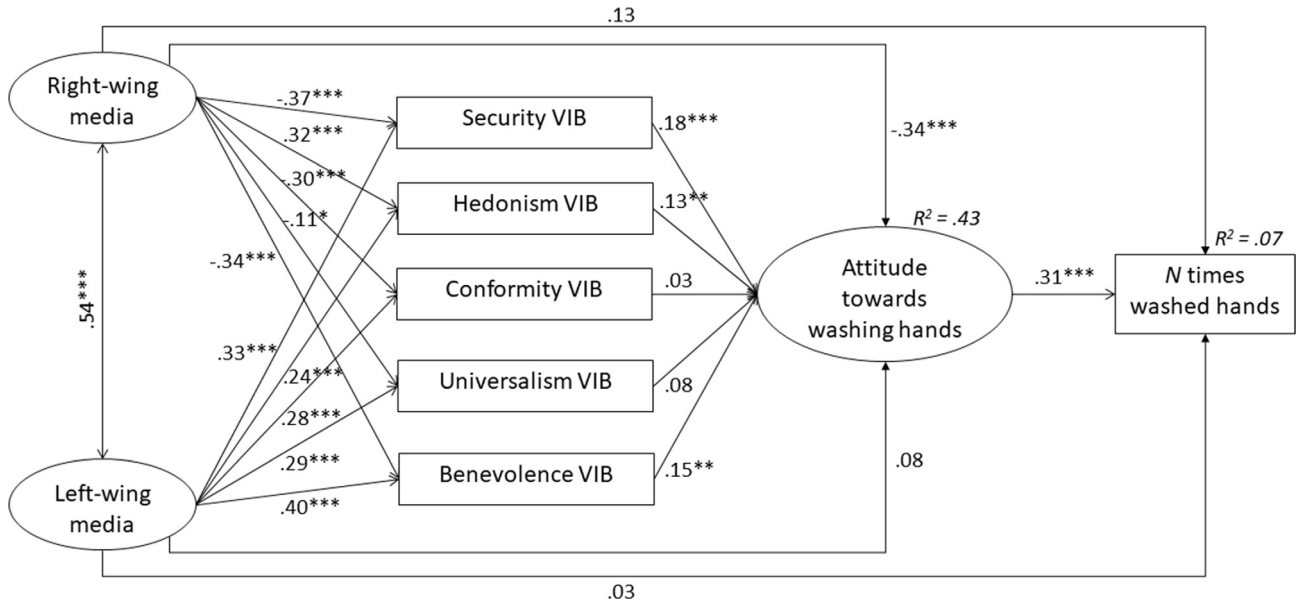 .13
Right-wing
media
-.37***
.32***
-.30***
-.11*
-.34***
Security VIB
.18***
-.34***
Hedonism VIB
.13**
R² = .43
R² = .07
Conformity VIB
.03
Attitude
towards
washing hands
.31***
N times
washed hands
.54***
.33***
.24***
.28***
.29***
.40***
Universalism VIB
.08
Benevolence VIB
.15**
.08
Left-wing
media
.03